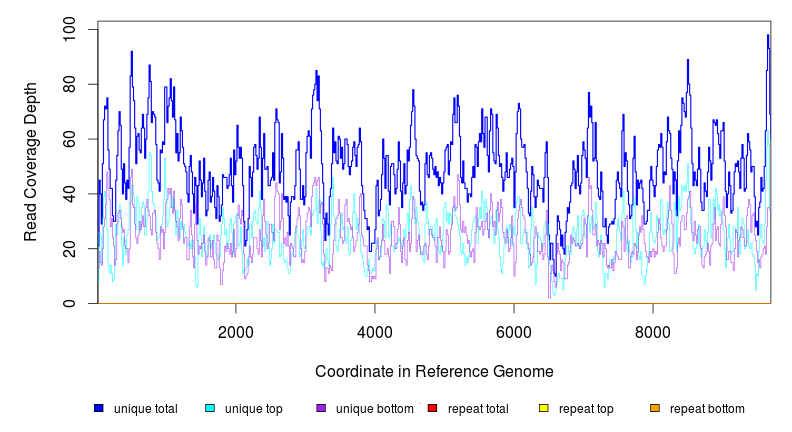 100
80
60
40
20
0
Read Coverage Depth
2000 4000 6000 8000
Coordinate in Reference Genome
unique total unique top unique bottom repeat total repeat top repeat bottom